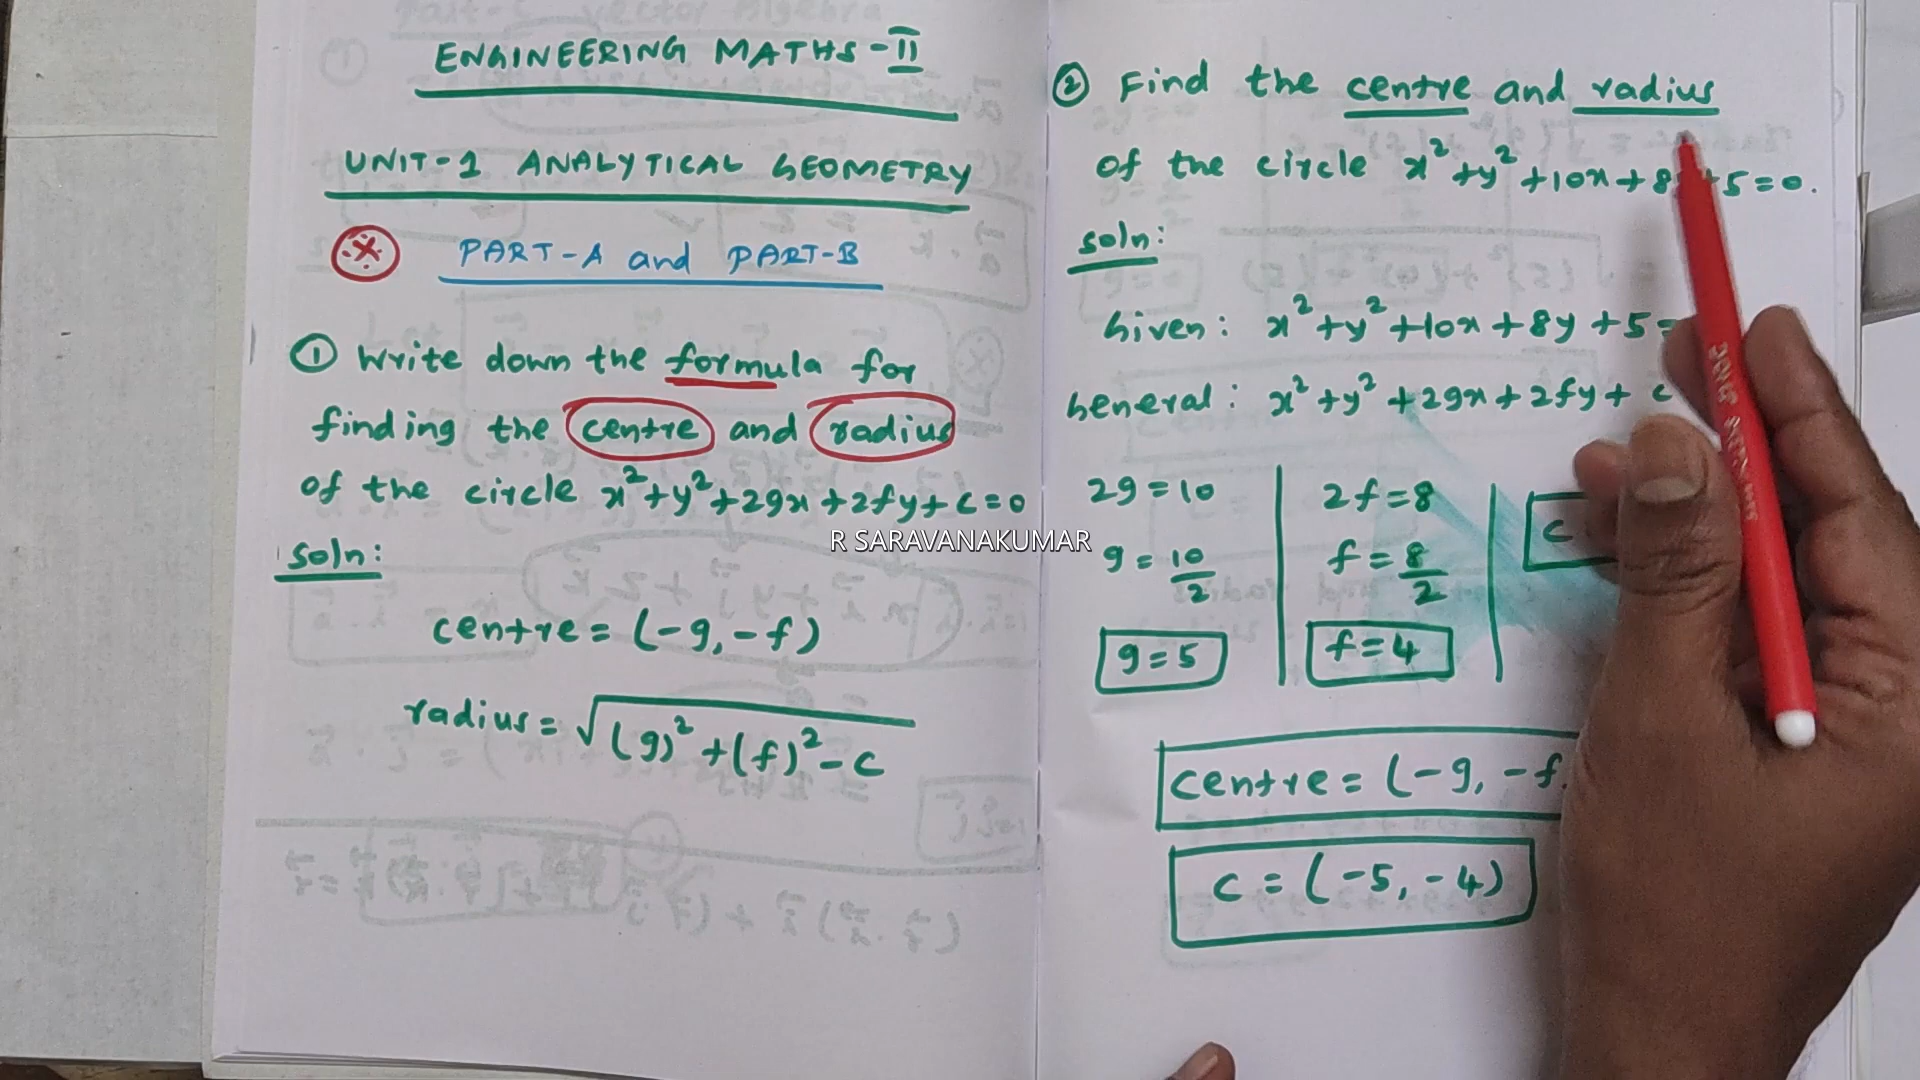 ENGINEERING MATHS - II
UNIT-1 ANALYTICAL GEOMETRY
PART-A and PART-B
① Write down the formula for
finding the centre and radius
of the circle x²+y²+2gx+2fy+c=0
soln:
centre = (-g, -f)
radius = √(g)²+(f)²-c
② Find the centre and radius
of the circle x²+y²+10x+8 +5=0.
soln:
Given: x²+y²+10x+8y+5=
General: x²+y²+2gx+2fy+c
2g=10
g=10/2
g=5
2f=8
f=8/2
f=4
c
centre = (-g, -f
c = (-5, -4)
R SARAVANAKUMAR